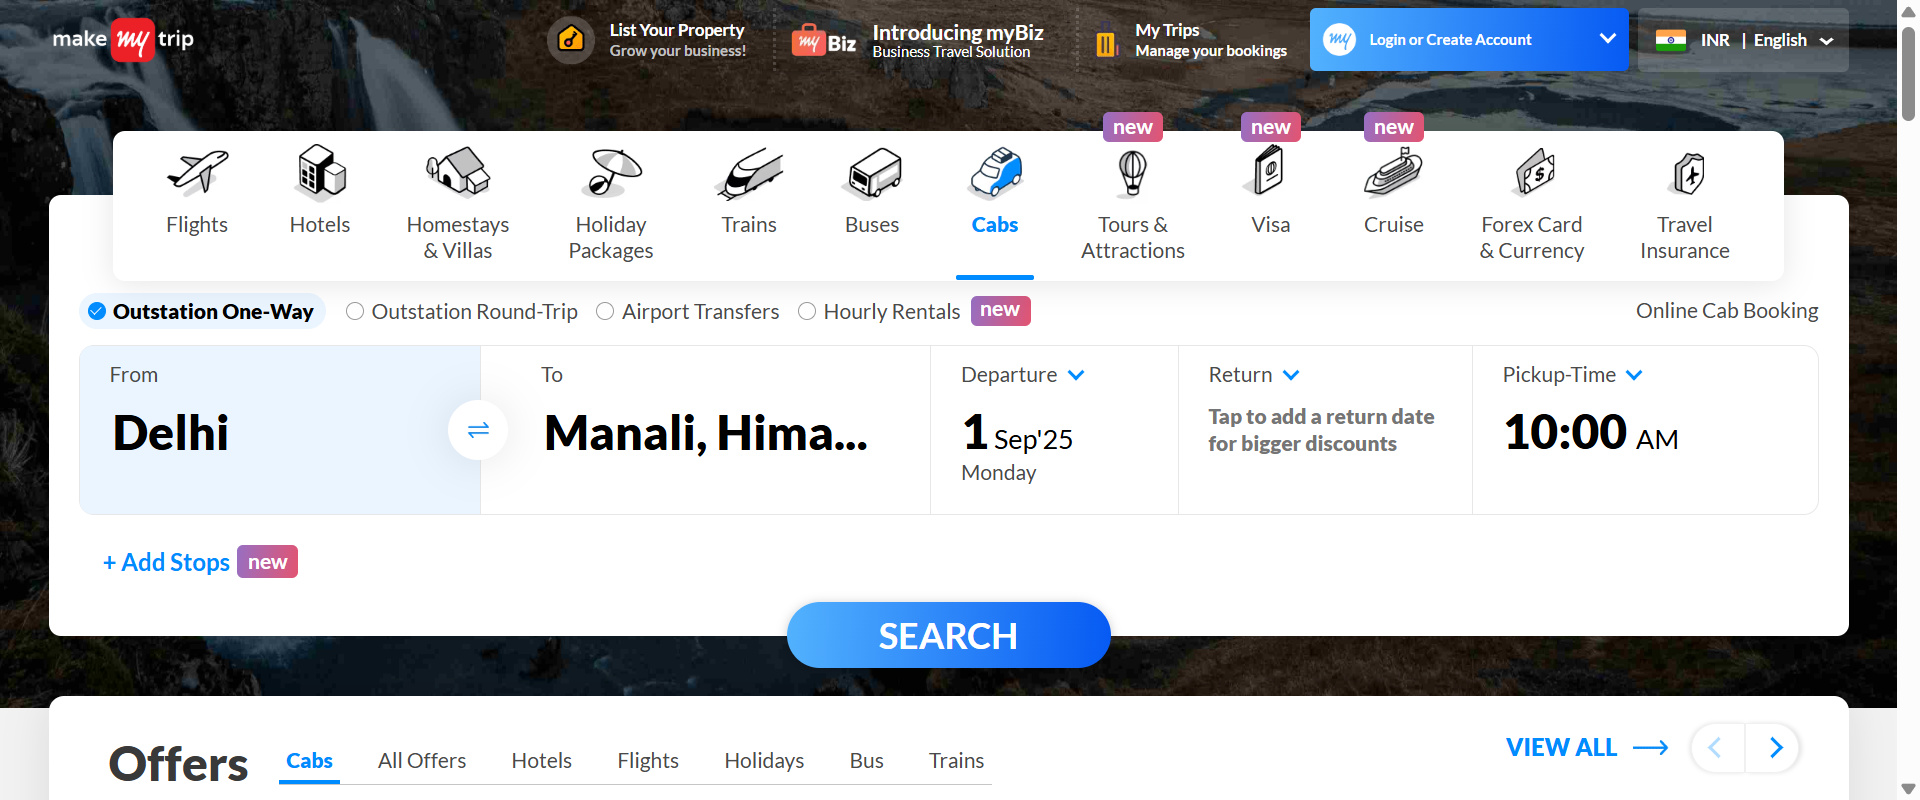 make my trip
List Your Property
Grow your business!
my Biz
Introducing myBiz
Business Travel Solution
My Trips
Manage your bookings
my
Login or Create Account
INR | English
new
new
new
Flights
Hotels
Homestays
& Villas
Holiday
Packages
Trains
Buses
Cabs
Tours &
Attractions
Visa
Cruise
Forex Card
& Currency
Travel
Insurance
Outstation One-Way
Outstation Round-Trip
Airport Transfers
Hourly Rentals
new
Online Cab Booking
From
Delhi
To
Manali, Hima...
Departure
1 Sep'25
Monday
Return
Tap to add a return date
for bigger discounts
Pickup-Time
10:00 AM
+ Add Stops new
SEARCH
Offers
Cabs
All Offers
Hotels
Flights
Holidays
Bus
Trains
VIEW ALL